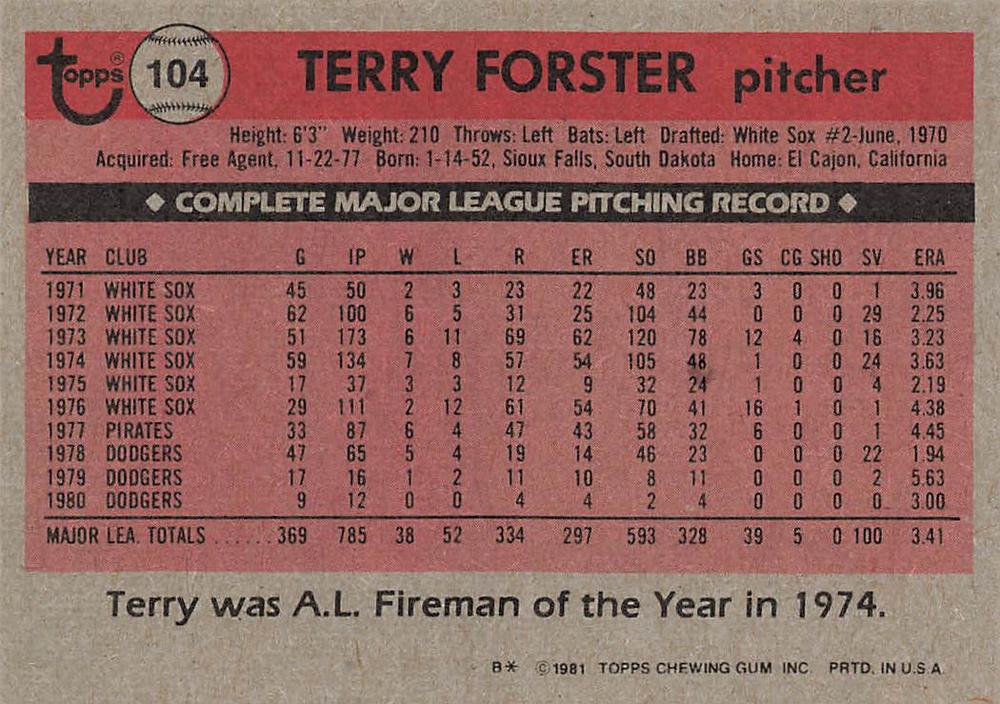 topps® 104 TERRY FORSTER pitcher
Height: 6'3" Weight: 210 Throws: Left Bats: Left Drafted: White Sox #2-June, 1970
Acquired: Free Agent, 11-22-77 Born: 1-14-52, Sioux Falls, South Dakota Home: El Cajon, California
◆ COMPLETE MAJOR LEAGUE PITCHING RECORD ◆
YEAR CLUB G IP W L R ER SO BB GS CG SHO SV ERA
1971 WHITE SOX 45 50 2 3 23 22 48 23 3 0 0 1 3.96
1972 WHITE SOX 62 100 6 5 31 25 104 44 0 0 0 29 2.25
1973 WHITE SOX 51 173 6 11 69 62 120 78 12 4 0 16 3.23
1974 WHITE SOX 59 134 7 8 57 54 105 48 1 0 0 24 3.63
1975 WHITE SOX 17 37 3 3 12 9 32 24 1 0 0 4 2.19
1976 WHITE SOX 29 111 2 12 61 54 70 41 16 1 0 1 4.38
1977 PIRATES 33 87 6 4 47 43 58 32 6 0 0 1 4.45
1978 DODGERS 47 65 5 4 19 14 46 23 0 0 0 22 1.94
1979 DODGERS 17 16 1 2 11 10 8 11 0 0 0 2 5.63
1980 DODGERS 9 12 0 0 4 4 2 4 0 0 0 0 3.00
MAJOR LEA. TOTALS ...... 369 785 38 52 334 297 593 328 39 5 0 100 3.41
Terry was A.L. Fireman of the Year in 1974.
B* ©1981 TOPPS CHEWING GUM INC. PRTD. IN U.S.A.